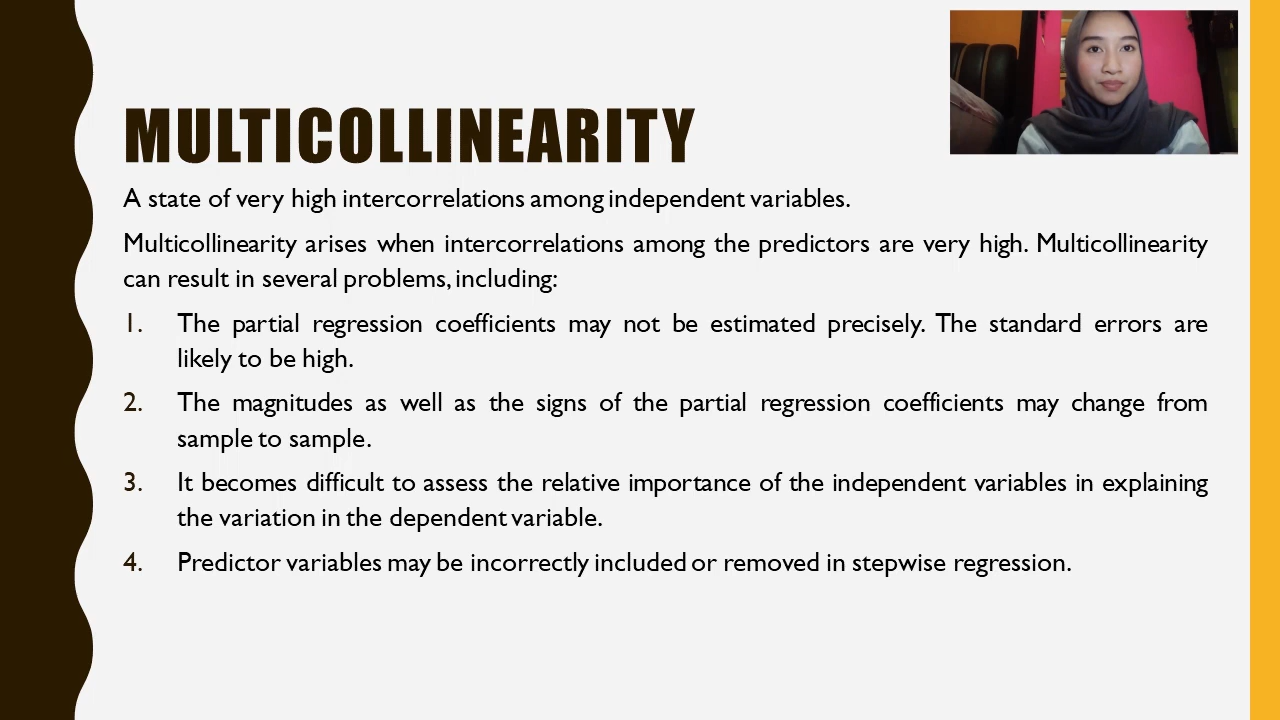 MULTICOLLINEARITY
A state of very high intercorrelations among independent variables.
Multicollinearity arises when intercorrelations among the predictors are very high. Multicollinearity
can result in several problems, including:
1. The partial regression coefficients may not be estimated precisely. The standard errors are
likely to be high.
2. The magnitudes as well as the signs of the partial regression coefficients may change from
sample to sample.
3. It becomes difficult to assess the relative importance of the independent variables in explaining
the variation in the dependent variable.
4. Predictor variables may be incorrectly included or removed in stepwise regression.